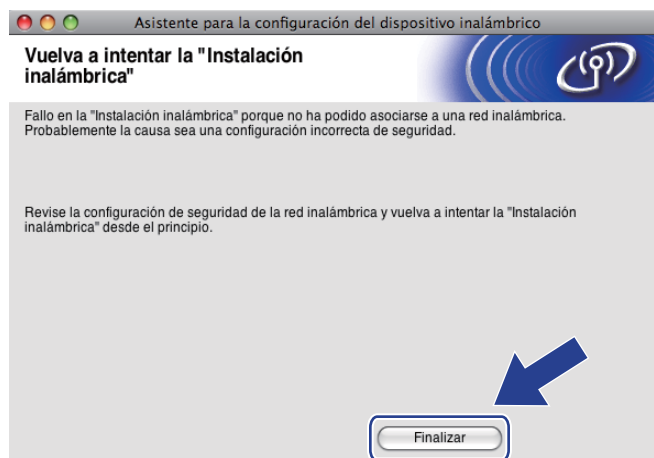 Asistente para la configuración del dispositivo inalámbrico
Vuelva a intentar la "Instalación
inalámbrica"
Fallo en la "Instalación inalámbrica" porque no ha podido asociarse a una red inalámbrica.
Probablemente la causa sea una configuración incorrecta de seguridad.
Revise la configuración de seguridad de la red inalámbrica y vuelva a intentar la "Instalación
inalámbrica" desde el principio.
Finalizar